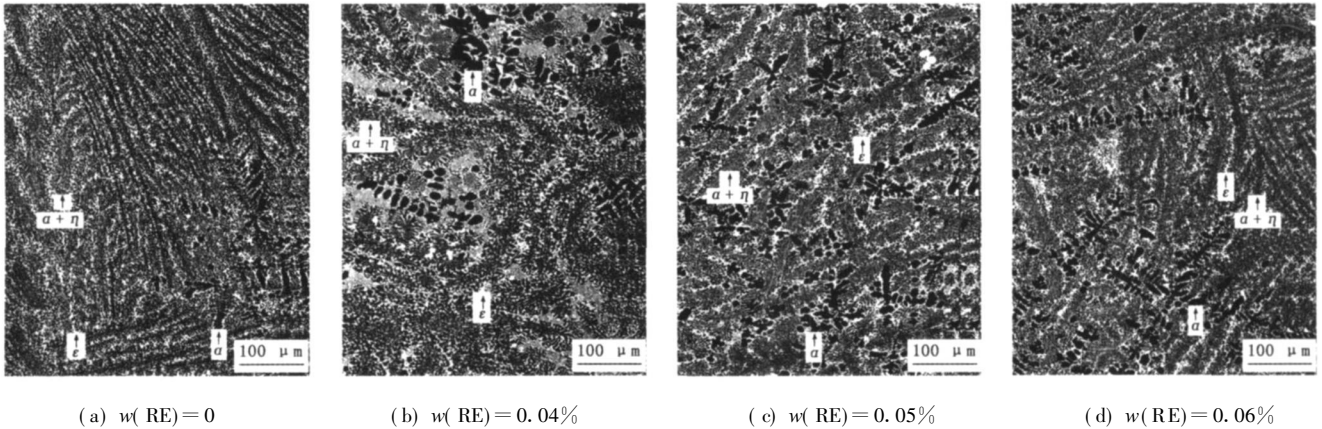 α
α + η
ε
α + η
ε
α
100 μm
ε
100 μm
α + η
ε
α
100 μm
ε
α + η
α
100 μm
(a) w(RE)=0
(b) w(RE)=0.04%
(c) w(RE)=0.05%
(d) w(RE)=0.06%